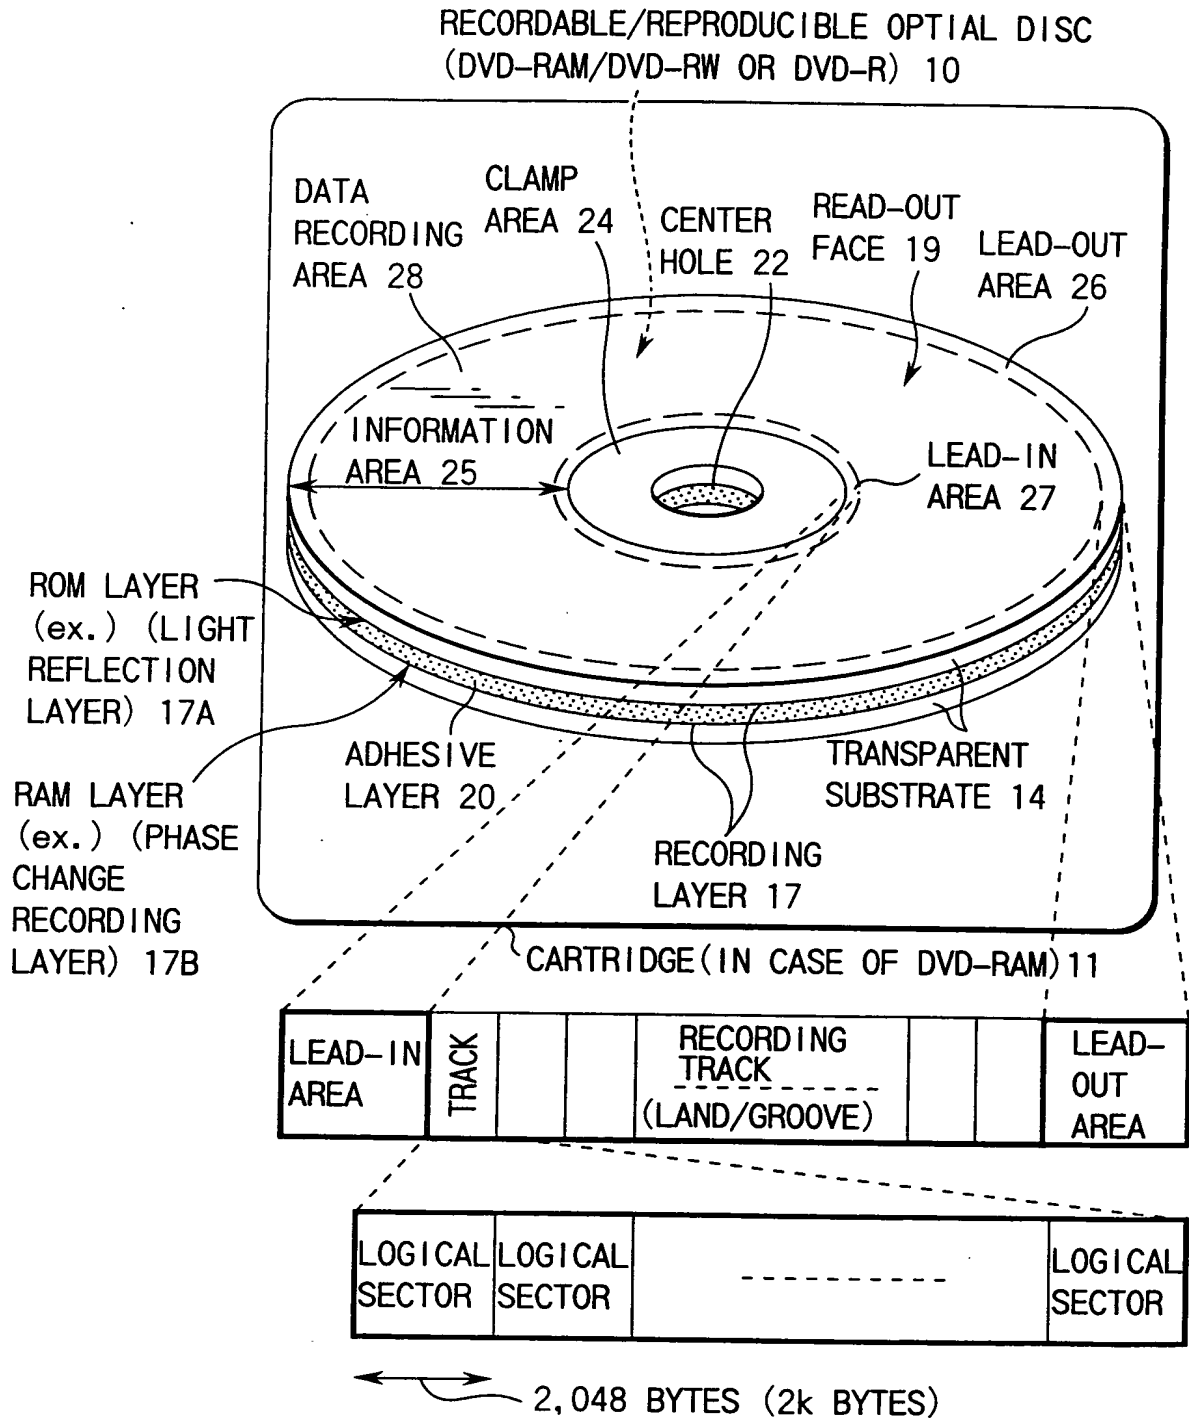 RECORDABLE/REPRODUCIBLE OPTIAL DISC
(DVD-RAM/DVD-RW OR DVD-R) 10
DATA
RECORDING
AREA 28
CLAMP
AREA 24
CENTER
HOLE 22
READ-OUT
FACE 19
LEAD-OUT
AREA 26
INFORMATION
AREA 25
LEAD-IN
AREA 27
ROM LAYER
(ex.) (LIGHT
REFLECTION
LAYER) 17A
RAM LAYER
(ex.) (PHASE
CHANGE
RECORDING
LAYER) 17B
ADHESIVE
LAYER 20
TRANSPARENT
SUBSTRATE 14
RECORDING
LAYER 17
CARTRIDGE(IN CASE OF DVD-RAM)11
LEAD-IN
AREA
TRACK
RECORDING
TRACK
(LAND/GROOVE)
LEAD-
OUT
AREA
LOGICAL
SECTOR
LOGICAL
SECTOR
LOGICAL
SECTOR
2,048 BYTES (2k BYTES)